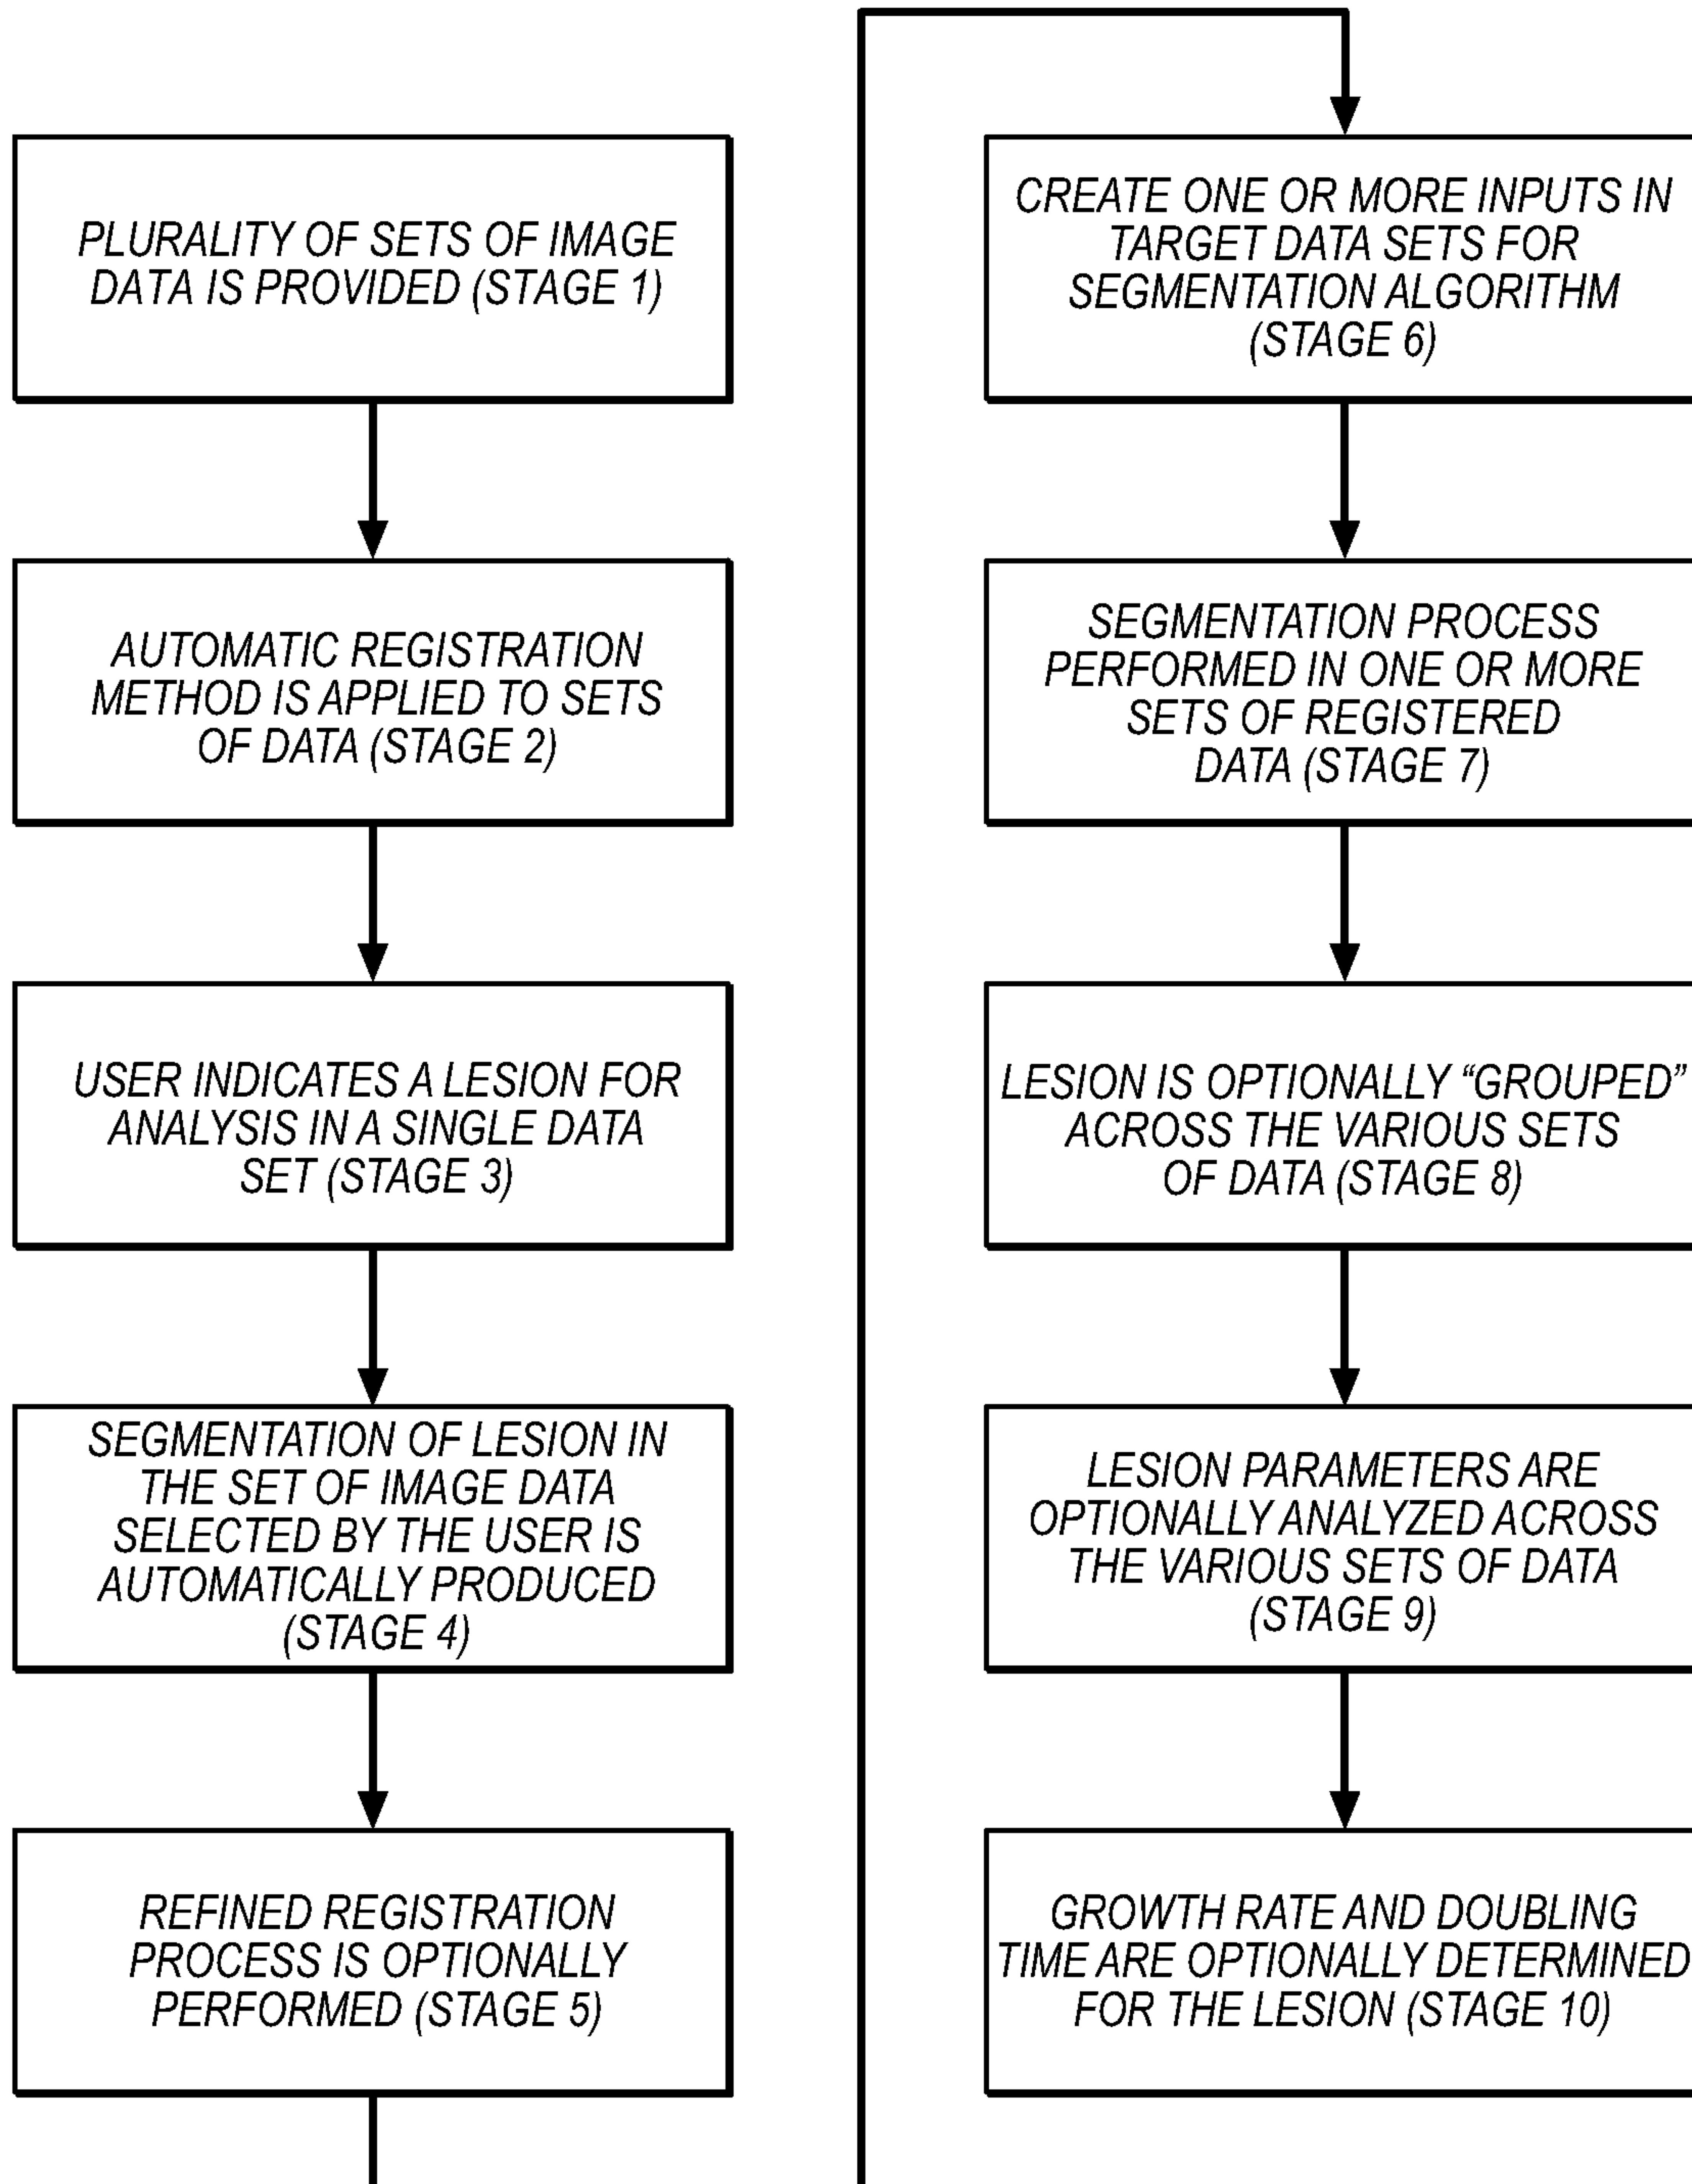 PLURALITY OF SETS OF IMAGE
DATA IS PROVIDED (STAGE 1)
AUTOMATIC REGISTRATION
METHOD IS APPLIED TO SETS
OF DATA (STAGE 2)
USER INDICATES A LESION FOR
ANALYSIS IN A SINGLE DATA
SET (STAGE 3)
SEGMENTATION OF LESION IN
THE SET OF IMAGE DATA
SELECTED BY THE USER IS
AUTOMATICALLY PRODUCED
(STAGE 4)
REFINED REGISTRATION
PROCESS IS OPTIONALLY
PERFORMED (STAGE 5)
CREATE ONE OR MORE INPUTS IN
TARGET DATA SETS FOR
SEGMENTATION ALGORITHM
(STAGE 6)
SEGMENTATION PROCESS
PERFORMED IN ONE OR MORE
SETS OF REGISTERED
DATA (STAGE 7)
LESION IS OPTIONALLY “GROUPED”
ACROSS THE VARIOUS SETS
OF DATA (STAGE 8)
LESION PARAMETERS ARE
OPTIONALLY ANALYZED ACROSS
THE VARIOUS SETS OF DATA
(STAGE 9)
GROWTH RATE AND DOUBLING
TIME ARE OPTIONALLY DETERMINED
FOR THE LESION (STAGE 10)